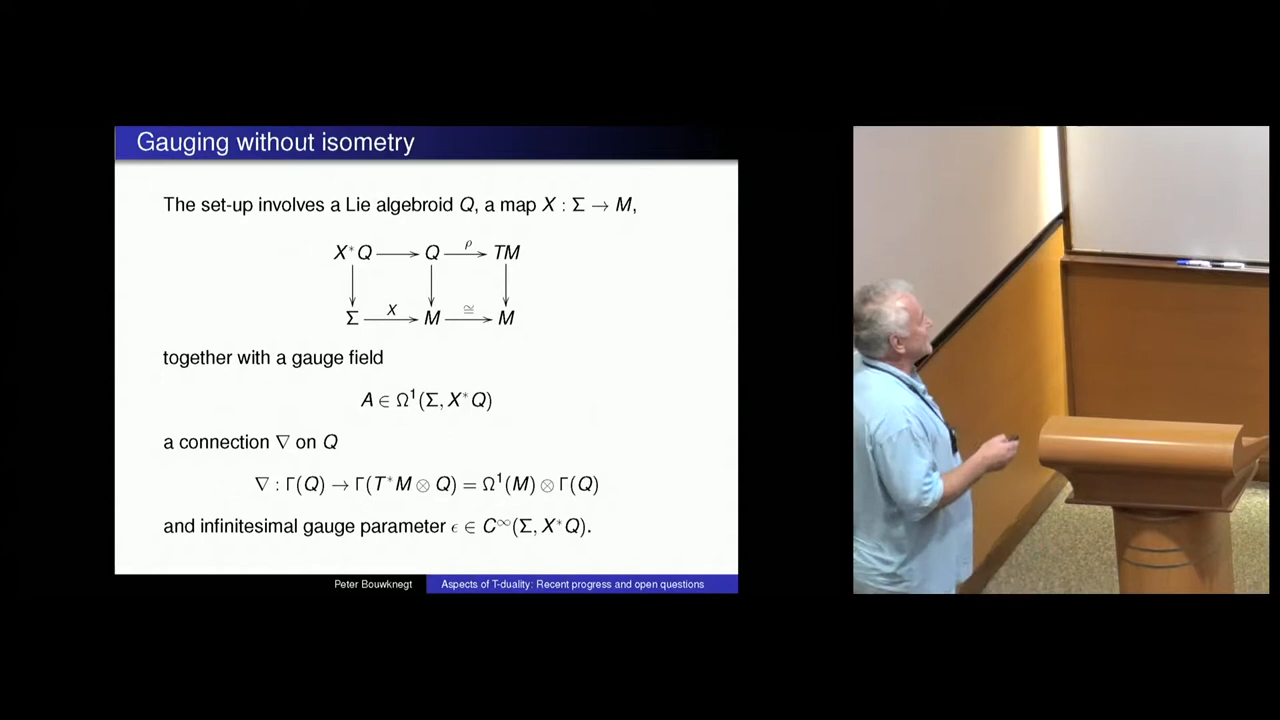 Gauging without isometry
The set-up involves a Lie algebroid Q, a map X : Σ → M,
X*Q ⟶ Q ⟶ρ TM
Σ ⟶X M ⟶≅ M
together with a gauge field
A ∈ Ω¹(Σ, X*Q)
a connection ∇ on Q
∇ : Γ(Q) → Γ(T*M ⊗ Q) = Ω¹(M) ⊗ Γ(Q)
and infinitesimal gauge parameter ϵ ∈ C^∞(Σ, X*Q).
Peter Bouwknegt
Aspects of T-duality: Recent progress and open questions